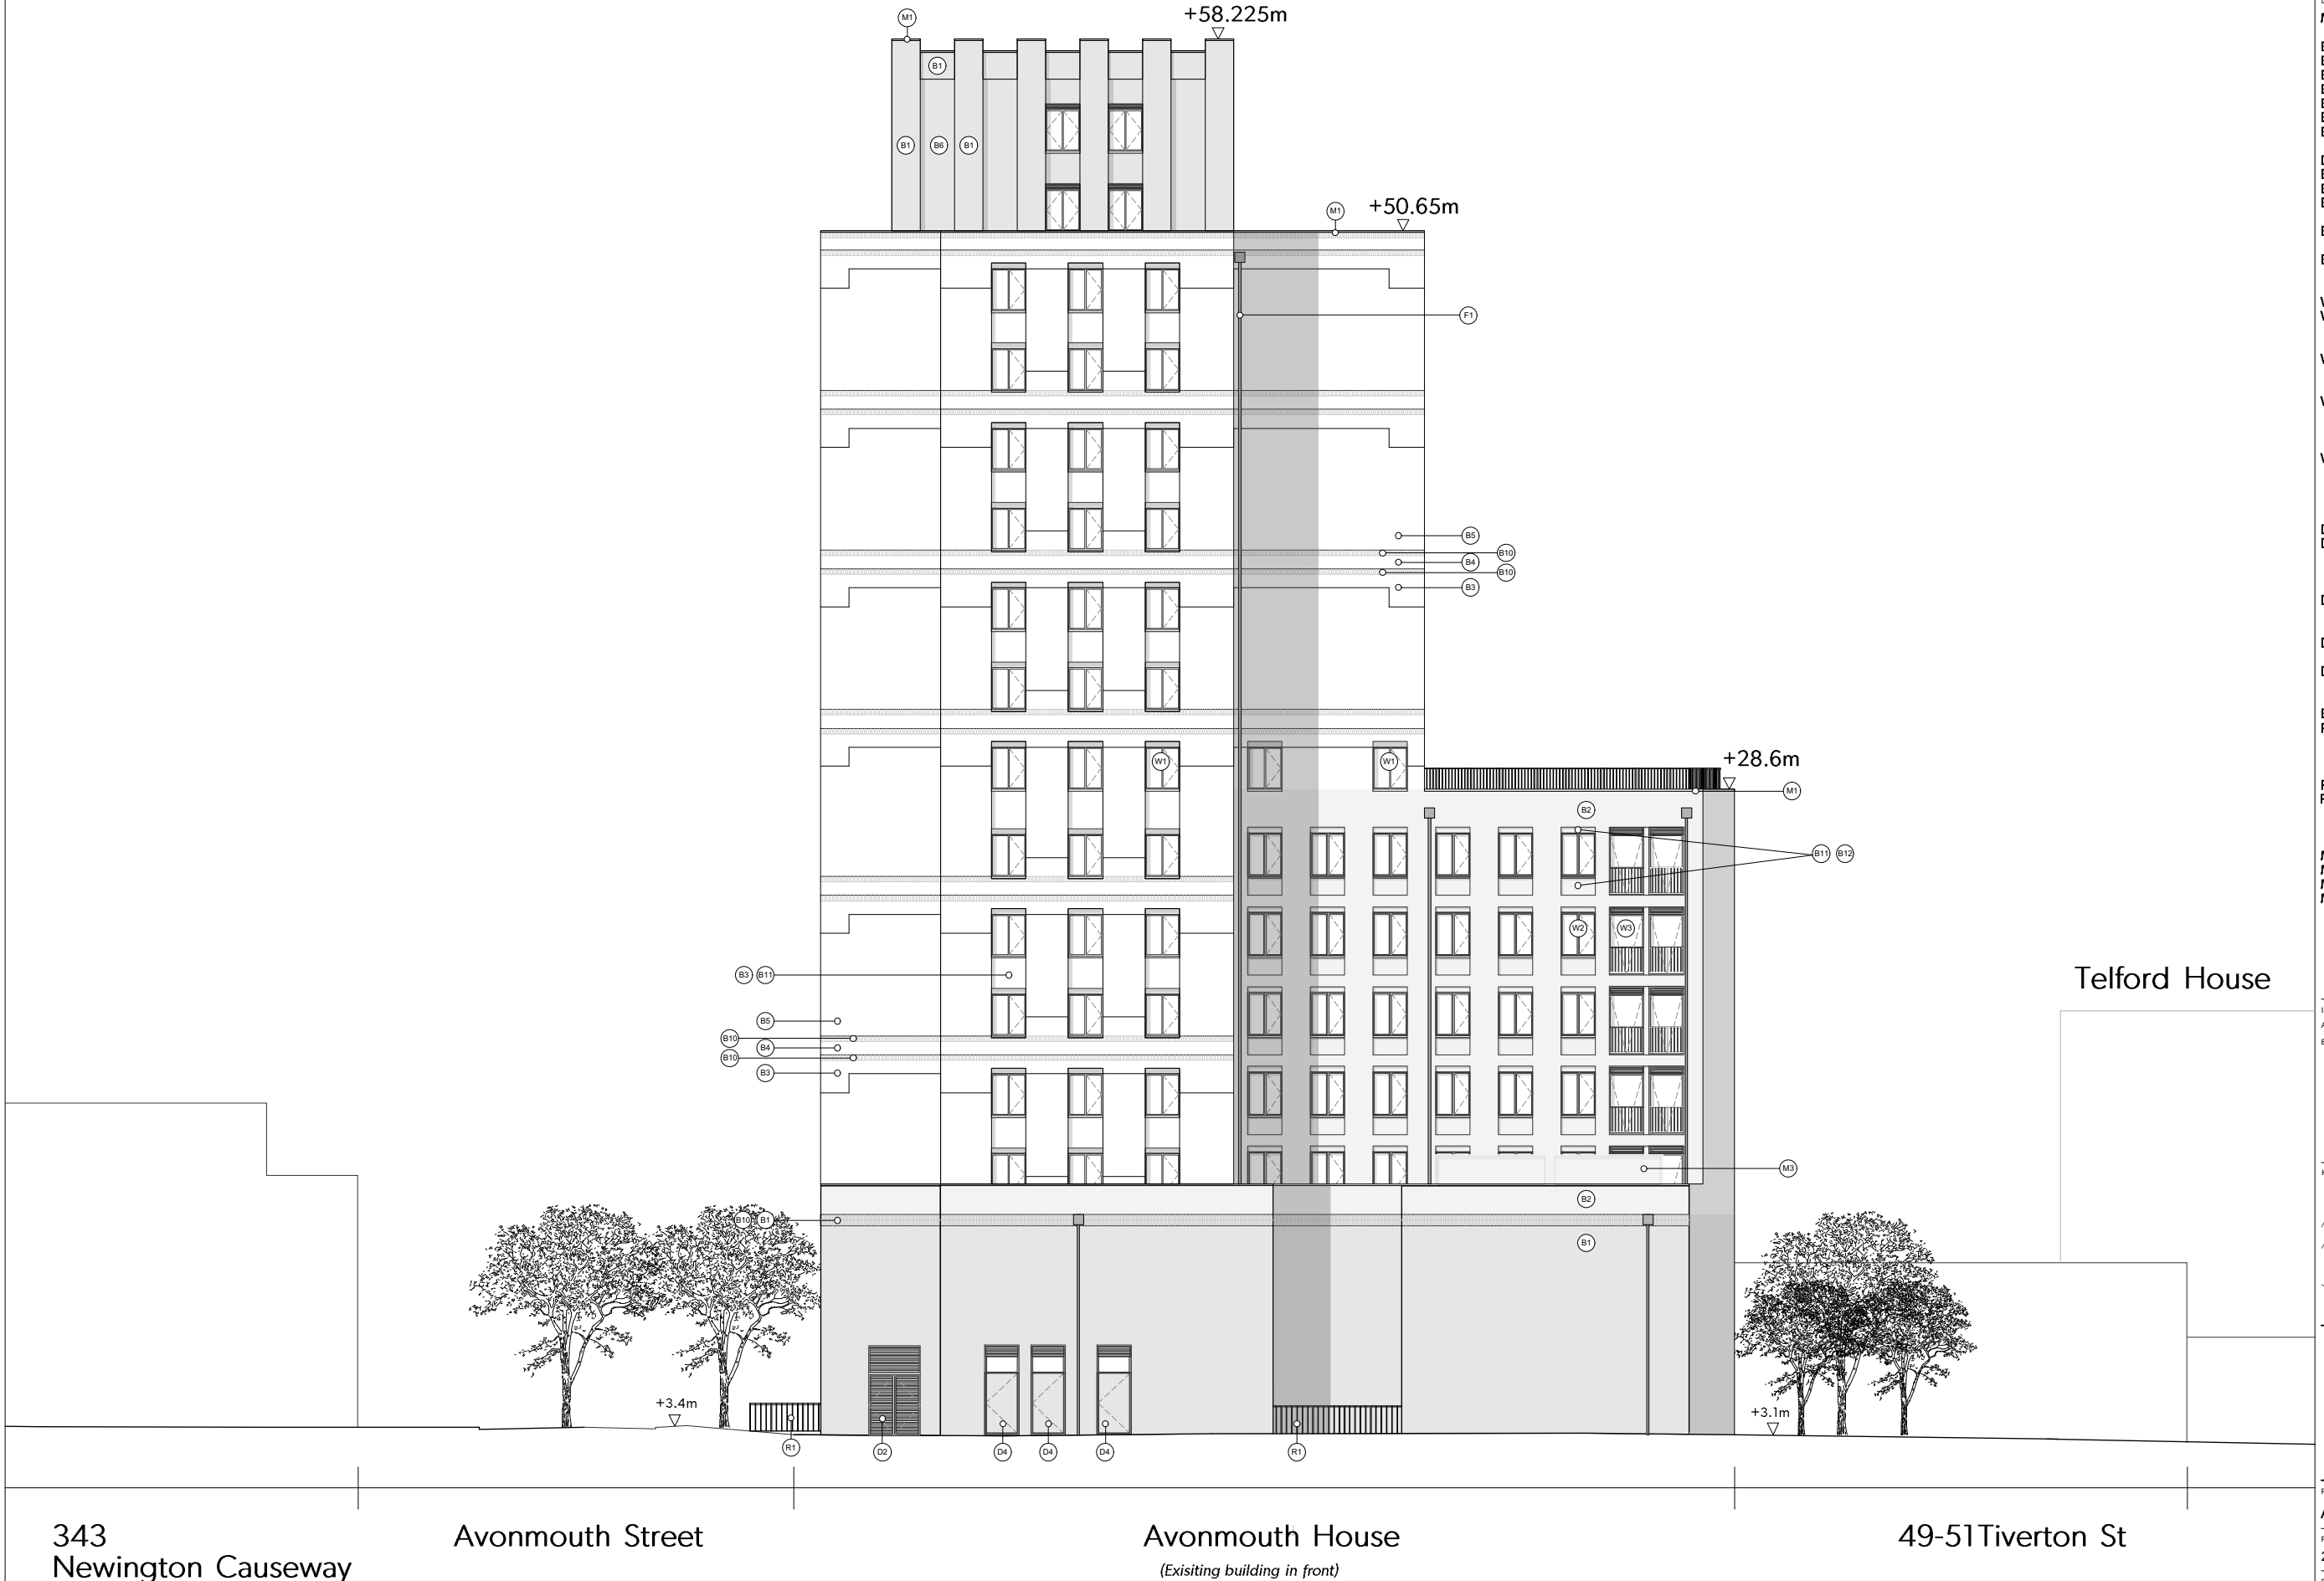 M1
+58.225m
B1
B1
B6
B1
M1
+50.65m
F1
B5
B10
B4
B10
B3
W1
W1
+28.6m
M1
B2
B11 B12
W2
W3
B3 B11
Telford House
B5
B10
B4
B10
B3
M3
B2
B10 B1
B1
+3.4m
+3.1m
R1
D2
D4
D4
D4
R1
343
Newington Causeway
Avonmouth Street
Avonmouth House
(Exisiting building in front)
49-51Tiverton St